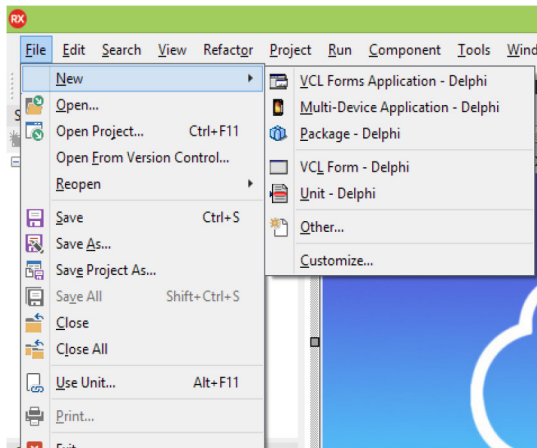 RX
File Edit Search View Refactor Project Run Component Tools Wind
New
Open...
Open Project... Ctrl+F11
Open From Version Control...
Reopen
Save Ctrl+S
Save As...
Save Project As...
Save All Shift+Ctrl+S
Close
Close All
Use Unit... Alt+F11
Print...
Exit
VCL Forms Application - Delphi
Multi-Device Application - Delphi
Package - Delphi
VCL Form - Delphi
Unit - Delphi
Other...
Customize...